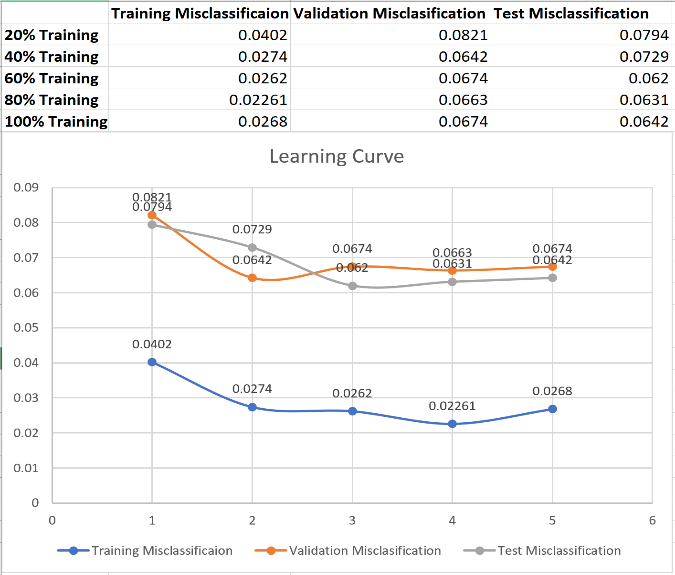 Training Misclassificaion Validation Misclasification Test Misclassification
20% Training 0.0402 0.0821 0.0794
40% Training 0.0274 0.0642 0.0729
60% Training 0.0262 0.0674 0.062
80% Training 0.02261 0.0663 0.0631
100% Training 0.0268 0.0674 0.0642
Learning Curve
0.09
0.0821
0.0794
0.08
0.0729
0.07
0.0642 0.0674 0.0663 0.0674
0.062 0.0631 0.0642
0.06
0.05
0.0402
0.04
0.0274 0.0262 0.0268
0.03
0.02261
0.02
0.01
0
0 1 2 3 4 5 6
Training Misclassificaion Validation Misclasification Test Misclassification